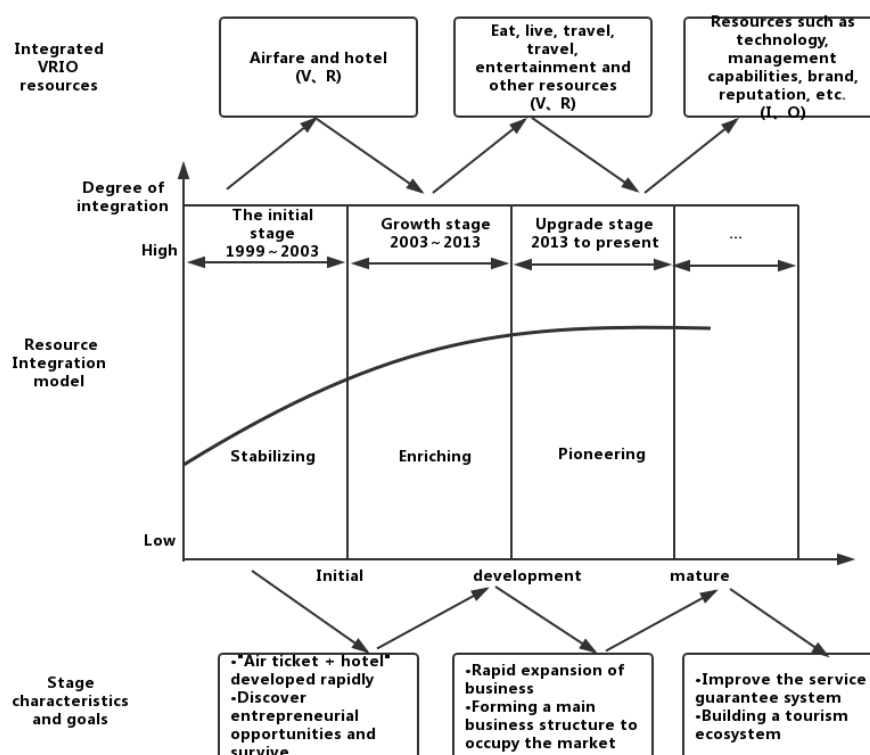 Integrated
VRIO
resources
Airfare and hotel
(V、R)
Eat, live, travel,
travel,
entertainment and
other resources
(V、R)
Resources such as
technology,
management
capabilities, brand,
reputation, etc.
(I、O)
Degree of
integration
High
The initial
stage
1999~2003
Growth stage
2003~2013
Upgrade stage
2013 to present
...
Resource
Integration
model
Stabilizing
Enriching
Pioneering
Low
Initial
development
mature
Stage
characteristics
and goals
•"Air ticket + hotel"
developed rapidly
•Discover
entrepreneurial
opportunities and
survive
•Rapid expansion of
business
•Forming a main
business structure to
occupy the market
•Improve the service
guarantee system
•Building a tourism
ecosystem